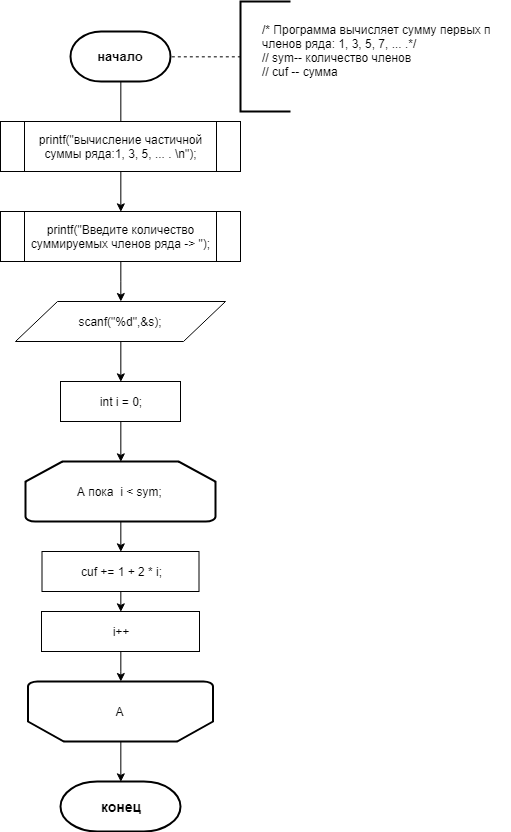 /* Программа вычисляет сумму первых n
членов ряда: 1, 3, 5, 7, ... .*/
// sym-- количество членов
// cuf -- сумма
начало
printf("вычисление частичной
суммы ряда:1, 3, 5, ... . \n");
printf("Введите количество
суммируемых членов ряда -> ");
scanf("%d",&s);
int i = 0;
А пока i < sym;
cuf += 1 + 2 * i;
i++
А
конец